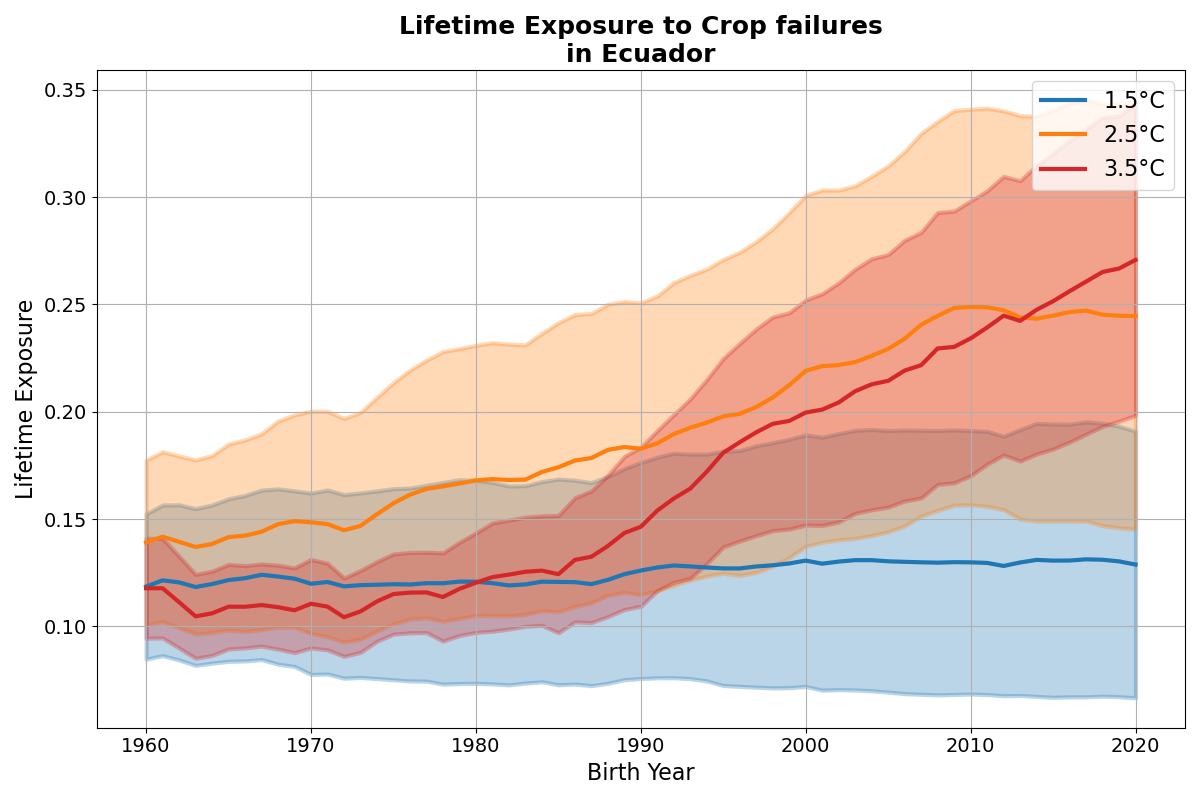 Lifetime Exposure to Crop failures
in Ecuador
0.35
0.30
0.25
0.20
0.15
0.10
Lifetime Exposure
1.5°C
2.5°C
3.5°C
1960 1970 1980 1990 2000 2010 2020
Birth Year